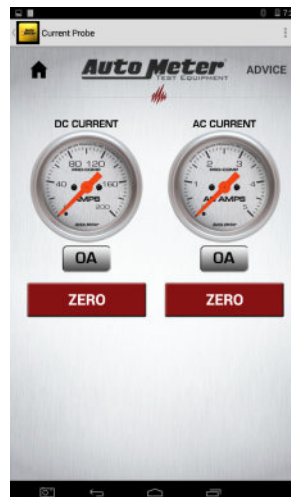 Current Probe
Auto Meter
TEST EQUIPMENT
ADVICE
DC CURRENT
AC CURRENT
80 120
40 160
AMPS
200
2 3
1 4
AC AMPS
5
0A
0A
ZERO
ZERO